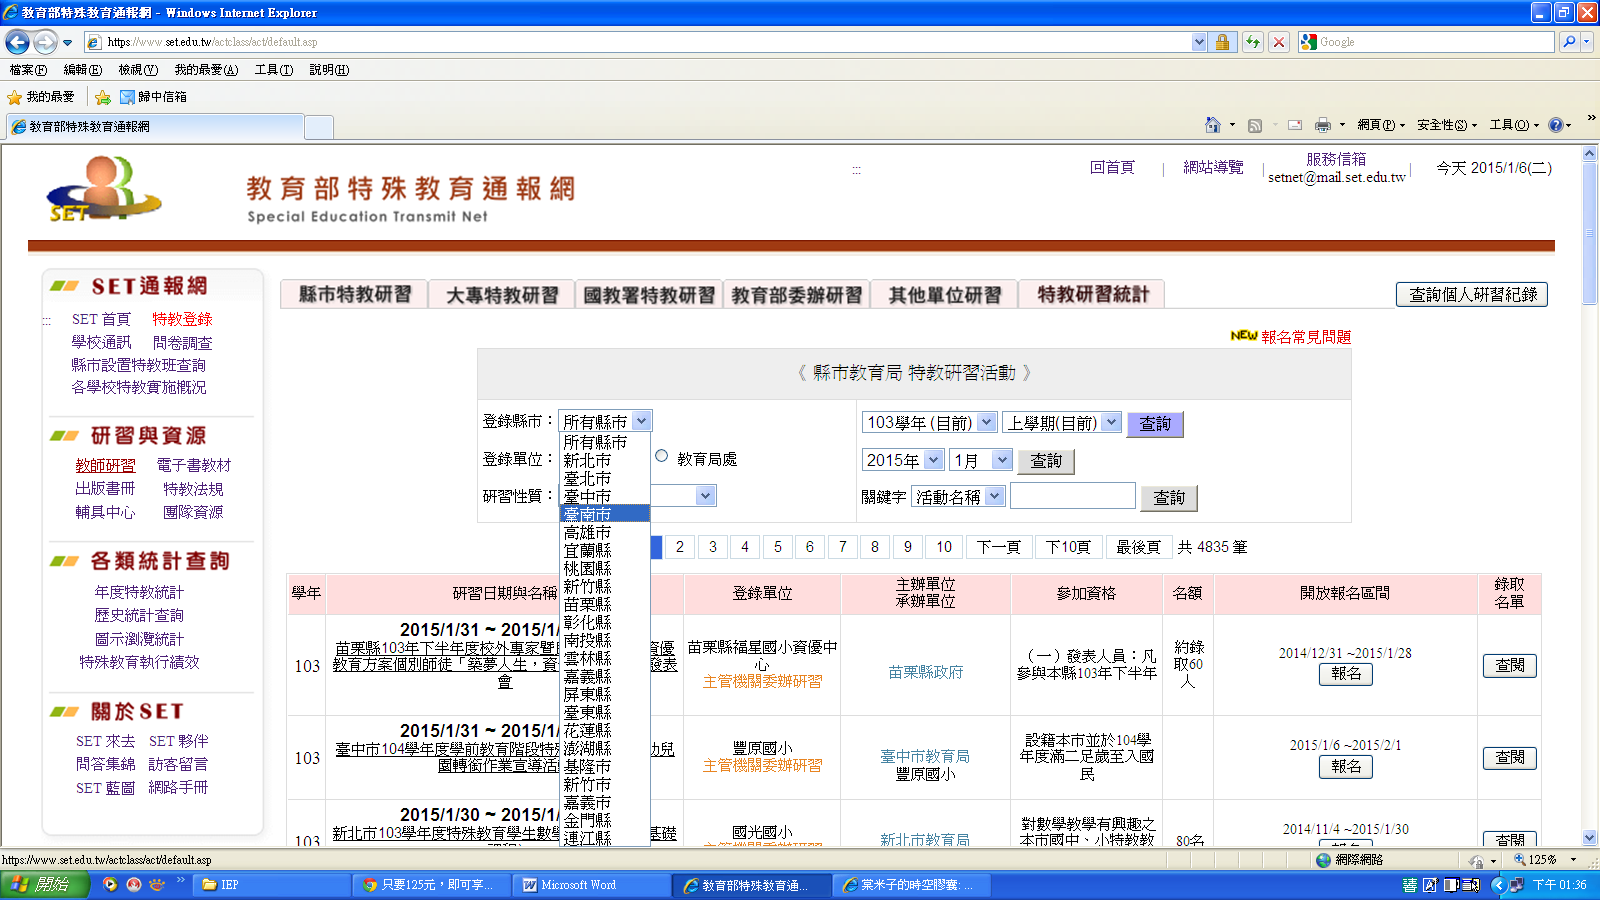 教育部特殊教育通報網 - Windows Internet Explorer
https://www.set.edu.tw/actclass/act/default.asp
Google
檔案(F) 編輯(E) 檢視(V) 我的最愛(A) 工具(T) 說明(H)
我的最愛 歸中信箱
教育部特殊教育通報網
網頁(P) 安全性(S) 工具(O)
SET
教育部特殊教育通報網
Special Education Transmit Net
:::
回首頁 | 網站導覽 | 服務信箱
setnet@mail.set.edu.tw |
今天 2015/1/6(二)
SET通報網
:::
SET 首頁 特教登錄
學校通訊 問卷調查
縣市設置特教班查詢
各學校特教實施概況
研習與資源
教師研習 電子書教材
出版書冊 特教法規
輔具中心 團隊資源
各類統計查詢
年度特教統計
歷史統計查詢
圖示瀏覽統計
特殊教育執行績效
關於SET
SET 來去 SET 夥伴
問答集錦 訪客留言
SET 藍圖 網路手冊
縣市特教研習 大專特教研習 國教署特教研習 教育部委辦研習 其他單位研習 特教研習統計
查詢個人研習紀錄
NEW 報名常見問題
《 縣市教育局 特教研習活動 》
登錄縣市： 所有縣市
登錄單位： 教育局處
研習性質：
103學年 (目前) 上學期(目前) 查詢
2015年 1月 查詢
關鍵字 活動名稱 查詢
所有縣市
新北市
臺北市
臺中市
臺南市
高雄市
宜蘭縣
桃園縣
新竹縣
苗栗縣
彰化縣
南投縣
雲林縣
嘉義縣
屏東縣
臺東縣
花蓮縣
澎湖縣
基隆市
新竹市
嘉義市
金門縣
連江縣
2 3 4 5 6 7 8 9 10 下一頁 下10頁 最後頁 共 4835 筆
學年 研習日期與名稱 登錄單位 主辦單位
承辦單位 參加資格 名額 開放報名區間 錄取
名單
103
2015/1/31 ~ 2015/1/
苗栗縣103年下半年度校外專家暨 資優
教育方案個別師徒「築夢人生，資 發表
會
苗栗縣福星國小資優中
心
主管機關委辦研習
苗栗縣政府
（一）發表人員：凡
參與本縣103年下半年
約錄
取60
人
2014/12/31 ~2015/1/28
報名
查閱
103
2015/1/31 ~ 2015/1/
臺中市104學年度學前教育階段特殊 幼兒
園轉銜作業宣導活
豐原國小
主管機關委辦研習
臺中市教育局
豐原國小
設籍本市並於104學
年度滿二足歲至入國
民
2015/1/6 ~2015/2/1
報名
查閱
103
2015/1/30 ~ 2015/1/
新北市103學年度特殊教育學生數學 基礎
國光國小
主管機關委辦研習
新北市教育局
對數學教學有興趣之
本市國中、小特教教
80名
2014/11/4 ~2015/1/30
報名
查閱
https://www.set.edu.tw/actclass/act/default.asp
網際網路
125%
開始
IEP
只要125元，即可享...
Microsoft Word
教育部特殊教育通...
棠米子的時空膠囊:...
下午 01:36